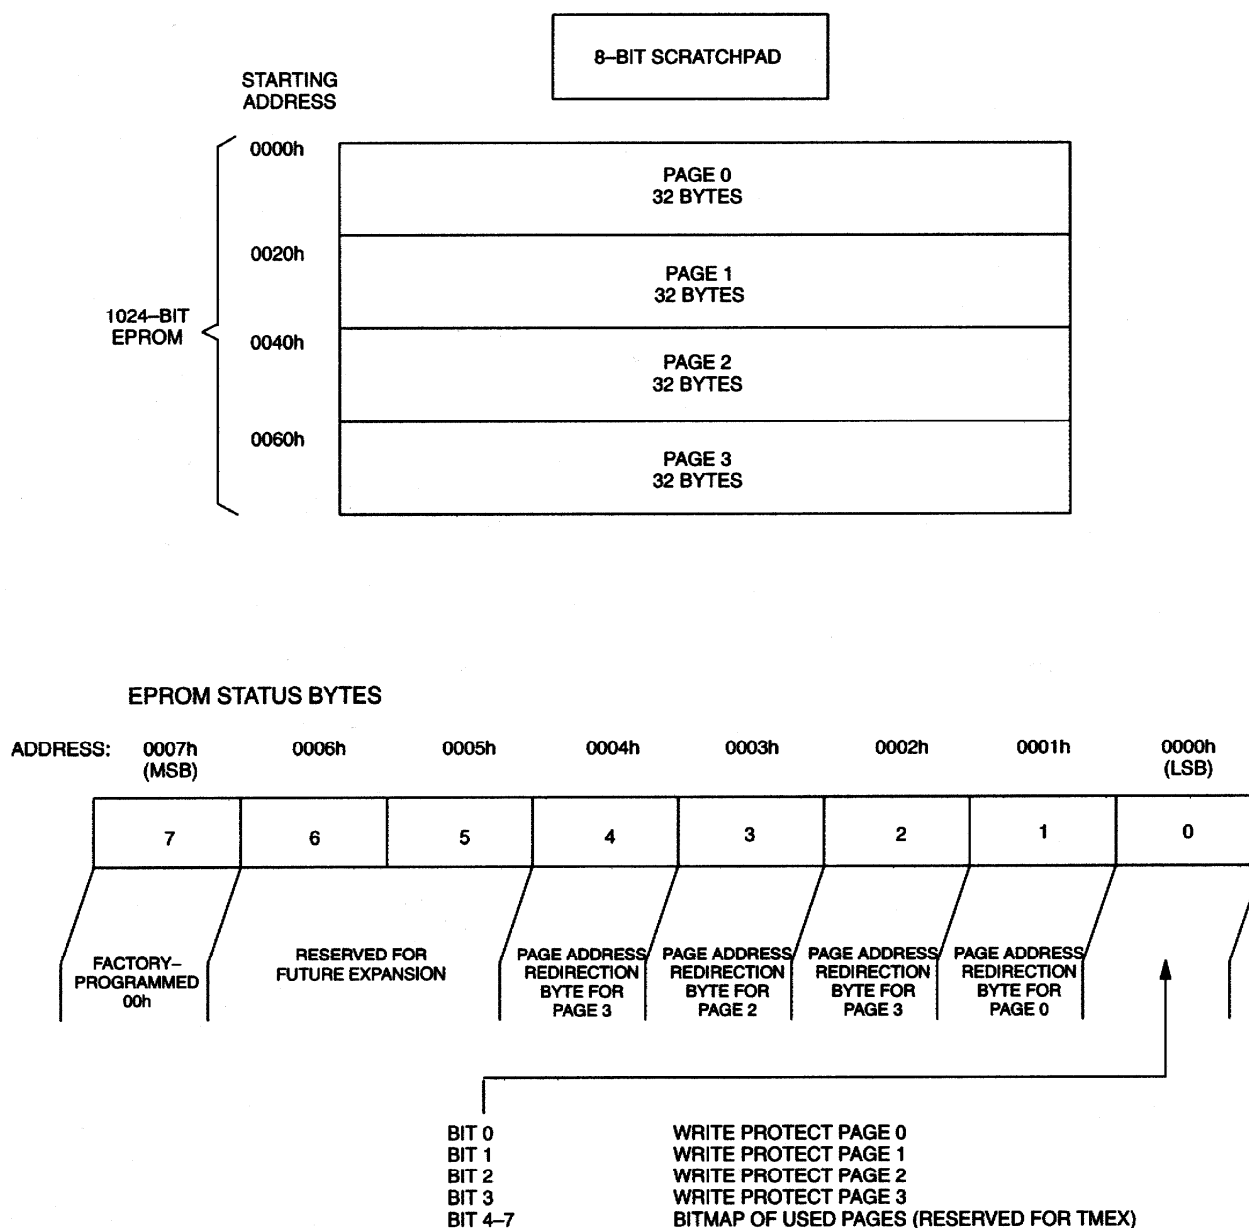 8–BIT SCRATCHPAD
STARTING
ADDRESS
0000h
PAGE 0
32 BYTES
0020h
PAGE 1
32 BYTES
1024–BIT
EPROM
0040h
PAGE 2
32 BYTES
0060h
PAGE 3
32 BYTES
EPROM STATUS BYTES
ADDRESS: 0007h 0006h 0005h 0004h 0003h 0002h 0001h 0000h
(MSB) (LSB)
7 6 5 4 3 2 1 0
FACTORY–
PROGRAMMED
00h
RESERVED FOR
FUTURE EXPANSION
PAGE ADDRESS
REDIRECTION
BYTE FOR
PAGE 3
PAGE ADDRESS
REDIRECTION
BYTE FOR
PAGE 2
PAGE ADDRESS
REDIRECTION
BYTE FOR
PAGE 3
PAGE ADDRESS
REDIRECTION
BYTE FOR
PAGE 0
BIT 0 WRITE PROTECT PAGE 0
BIT 1 WRITE PROTECT PAGE 1
BIT 2 WRITE PROTECT PAGE 2
BIT 3 WRITE PROTECT PAGE 3
BIT 4–7 BITMAP OF USED PAGES (RESERVED FOR TMEX)